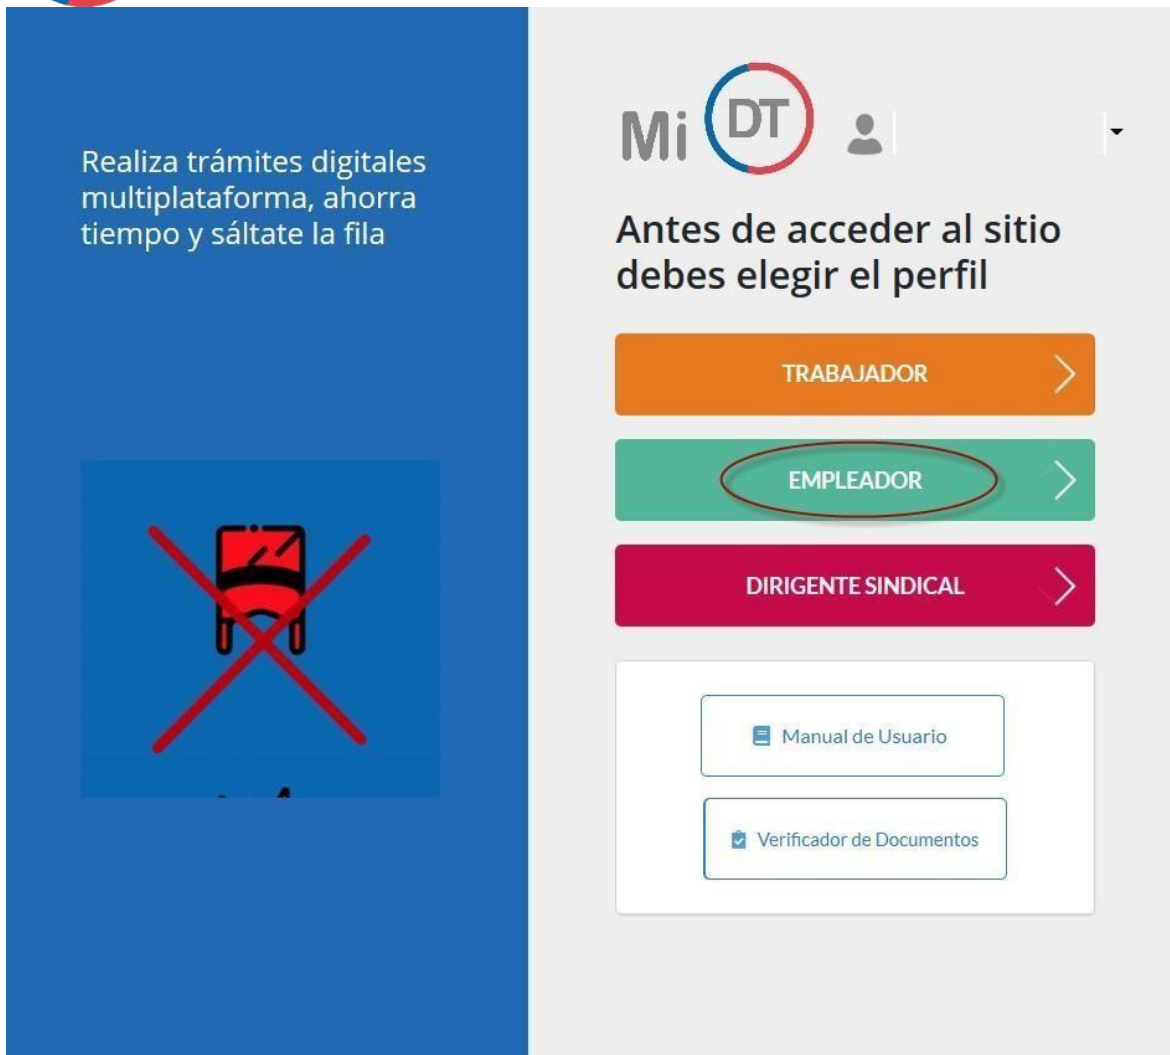 Realiza trámites digitales
multiplataforma, ahorra
tiempo y sáltate la fila
Mi DT
Antes de acceder al sitio
debes elegir el perfil
TRABAJADOR
EMPLEADOR
DIRIGENTE SINDICAL
Manual de Usuario
Verificador de Documentos